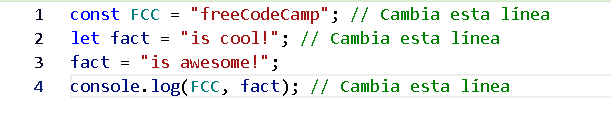 1 const FCC = "freeCodeCamp"; // Cambia esta línea
2 let fact = "is cool!"; // Cambia esta línea
3 fact = "is awesome!";
4 console.log(FCC, fact); // Cambia esta línea